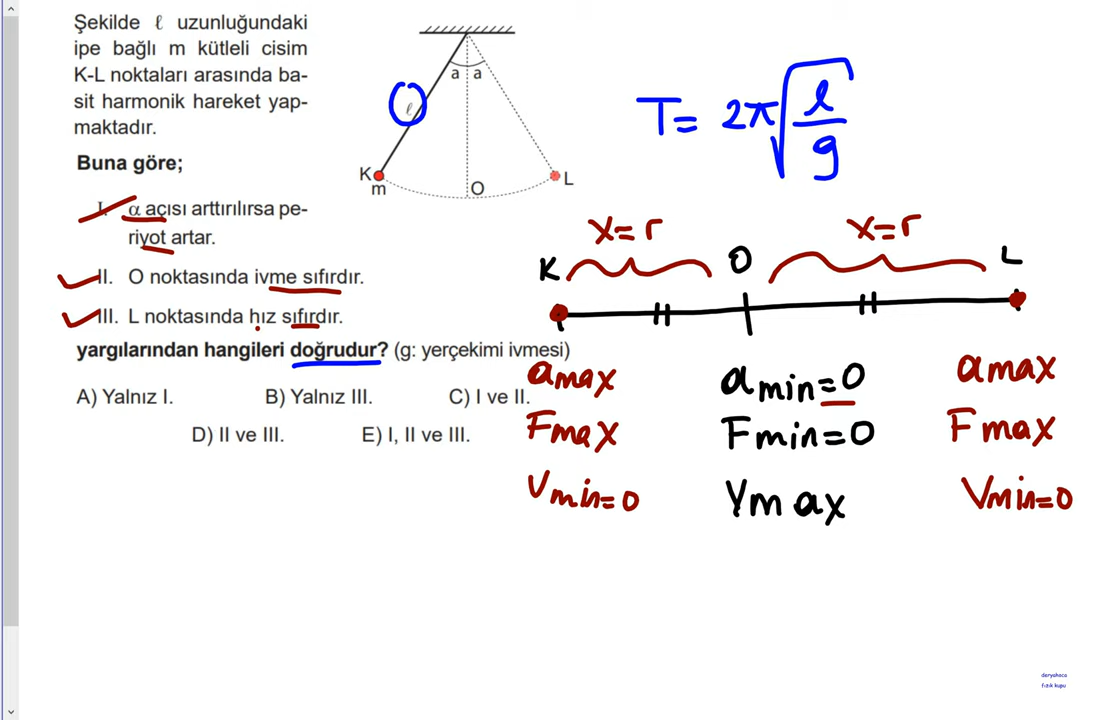 Şekilde ℓ uzunluğundaki
ipe bağlı m kütleli cisim
K-L noktaları arasında ba-
sit harmonik hareket yap-
maktadır.
Buna göre;
I. α açısı arttırılırsa pe-
riyot artar.
II. O noktasında ivme sıfırdır.
III. L noktasında hız sıfırdır.
yargılarından hangileri doğrudur? (g: yerçekimi ivmesi)
A) Yalnız I.
B) Yalnız III.
C) I ve II.
D) II ve III.
E) I, II ve III.
a a
ℓ
K
m
O
L
T= 2π√ℓ/g
x=r x=r
K O L
amax amin=0 amax
Fmax Fmin=0 Fmax
Vmin=0 Vmax Vmin=0
deryahoca
fizik kupu